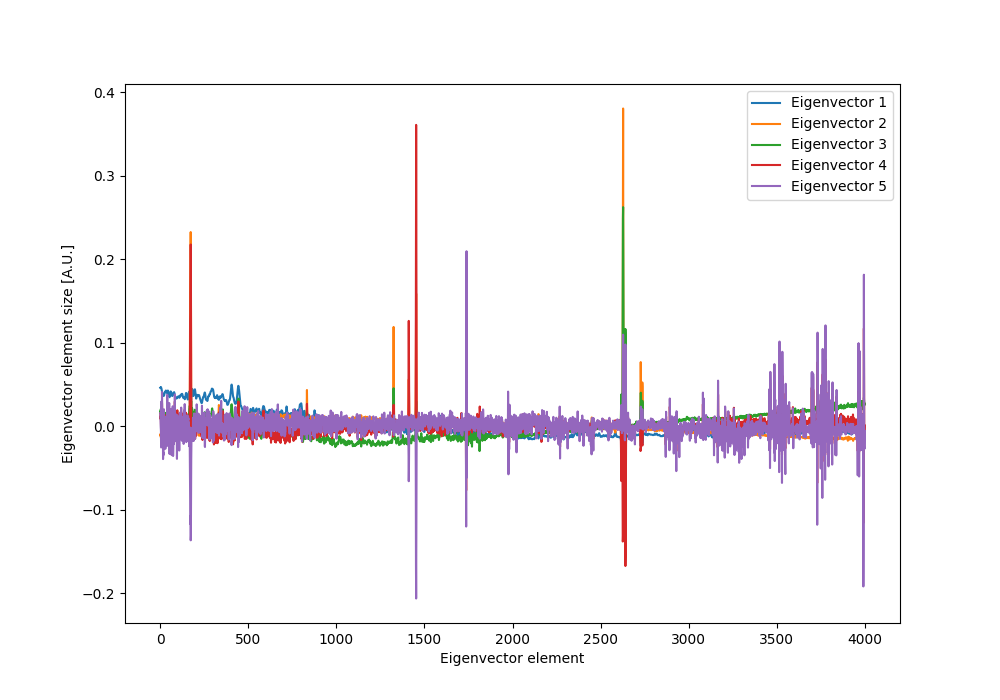 0.4
0.3
0.2
0.1
0.0
−0.1
−0.2
Eigenvector element size [A.U.]
Eigenvector 1
Eigenvector 2
Eigenvector 3
Eigenvector 4
Eigenvector 5
0 500 1000 1500 2000 2500 3000 3500 4000
Eigenvector element